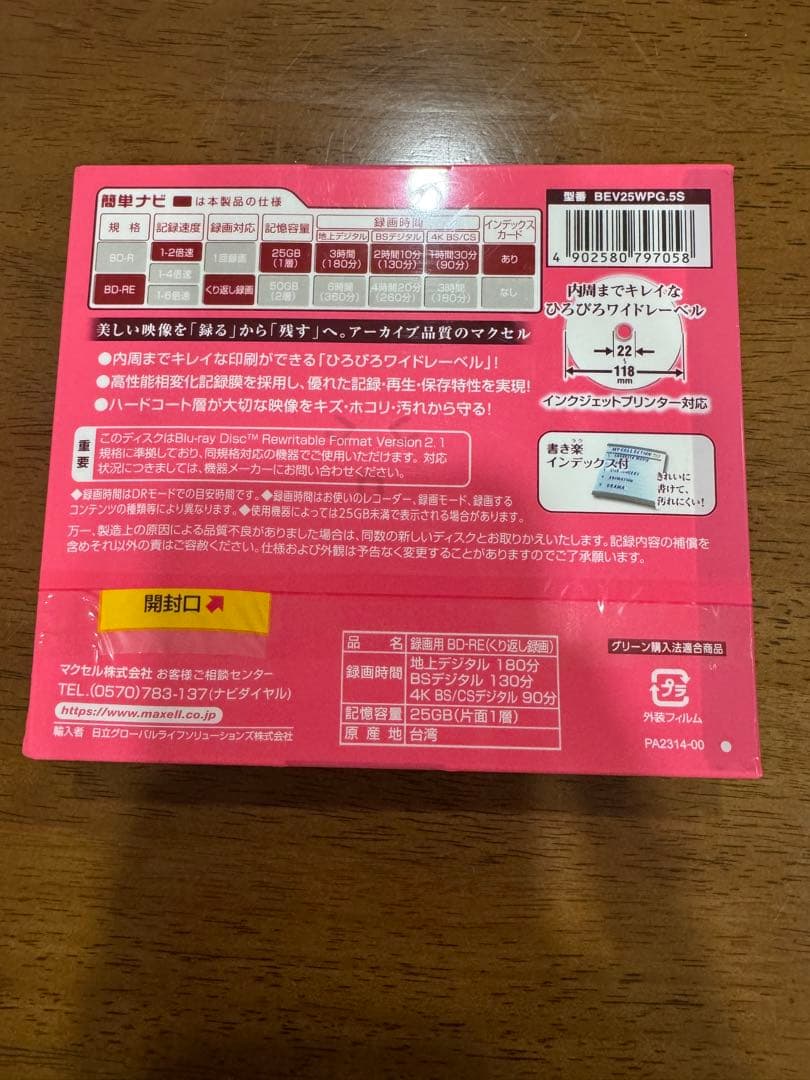 簡単ナビ は本製品の仕様
規格 記録速度 録画対応 記憶容量 録画時間 インデックスカード
地上デジタル BSデジタル 4K BS/CS
BD-R 1-2倍速 1回録画 25GB(1層) 3時間(180分) 2時間10分(130分) 1時間30分(90分) あり
1-4倍速
BD-RE 1-6倍速 くり返し録画 50GB(2層) 6時間(360分) 4時間20分(260分) 3時間(180分) なし
型番 BEV25WPG.5S
4 902580 797058
内周までキレイな
ひろびろワイドレーベル
22
~
118
mm
インクジェットプリンター対応
美しい映像を「録る」から「残す」へ。アーカイブ品質のマクセル
●内周までキレイな印刷ができる「ひろびろワイドレーベル」!
●高性能相変化記録膜を採用し、優れた記録・再生・保存特性を実現!
●ハードコート層が大切な映像をキズ・ホコリ・汚れから守る!
重要
このディスクはBlu-ray Disc™ Rewritable Format Version 2.1
規格に準拠しており、同規格対応の機器でご使用いただけます。対応
状況につきましては、機器メーカーにお問い合わせください。
書き楽
ラク
インデックス付
きれいに
書けて、
汚れにくい!
◆録画時間はDRモードでの目安時間です。◆録画時間はお使いのレコーダー、録画モード、録画する
コンテンツの種類等により異なります。◆使用機器によっては25GB未満で表示される場合があります。
万一、製造上の原因による品質不良がありました場合は、同数の新しいディスクとお取りかえいたします。記録内容の補償を
含めそれ以外の責はご容赦ください。仕様および外観は予告なく変更することがありますのでご了承願います。
開封口
マクセル株式会社 お客様ご相談センター
TEL.(0570)783-137(ナビダイヤル)
https://www.maxell.co.jp
輸入者 日立グローバルライフソリューションズ株式会社
品名 録画用 BD-RE(くり返し録画)
録画時間 地上デジタル 180分
BSデジタル 130分
4K BS/CSデジタル 90分
記憶容量 25GB(片面1層)
原産地 台湾
グリーン購入法適合商品
プラ
外装フィルム
PA2314-00